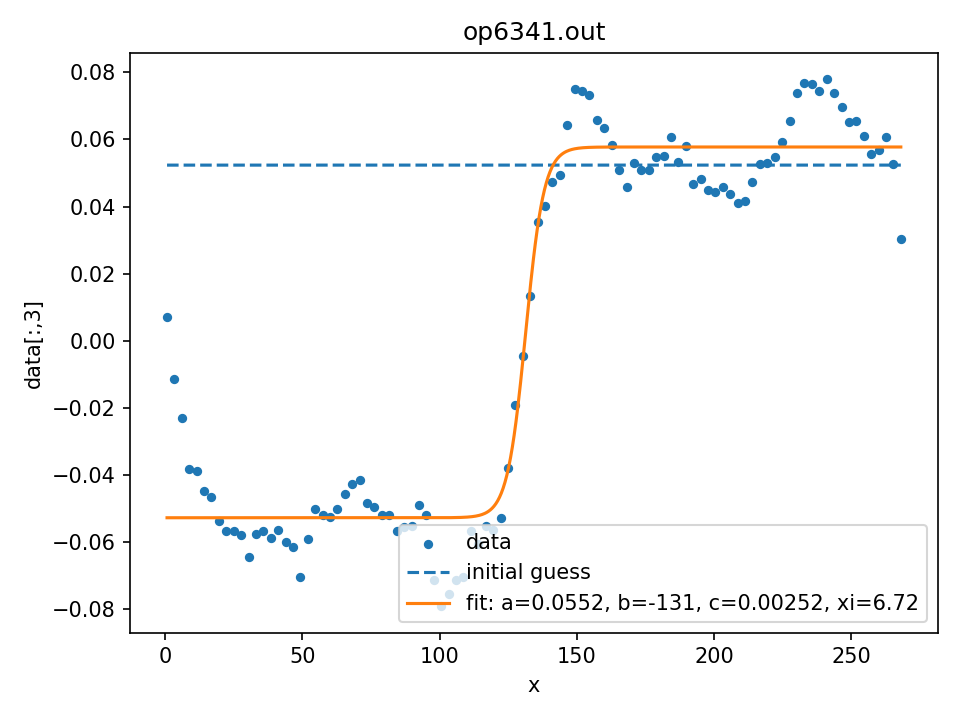 op6341.out
data[:,3]
0.08
0.06
0.04
0.02
0.00
−0.02
−0.04
−0.06
−0.08
data
initial guess
fit: a=0.0552, b=-131, c=0.00252, xi=6.72
0 50 100 150 200 250
x